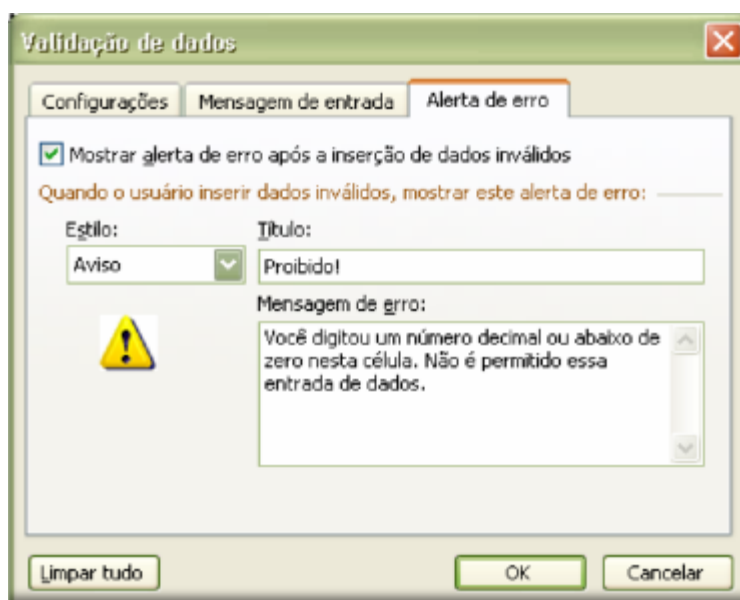 Validação de dados
Configurações
Mensagem de entrada
Alerta de erro
Mostrar alerta de erro após a inserção de dados inválidos
Quando o usuário inserir dados inválidos, mostrar este alerta de erro:
Estilo:
Título:
Aviso
Proibido!
Mensagem de erro:
Você digitou um número decimal ou abaixo de
zero nesta célula. Não é permitido essa
entrada de dados.
Limpar tudo
OK
Cancelar